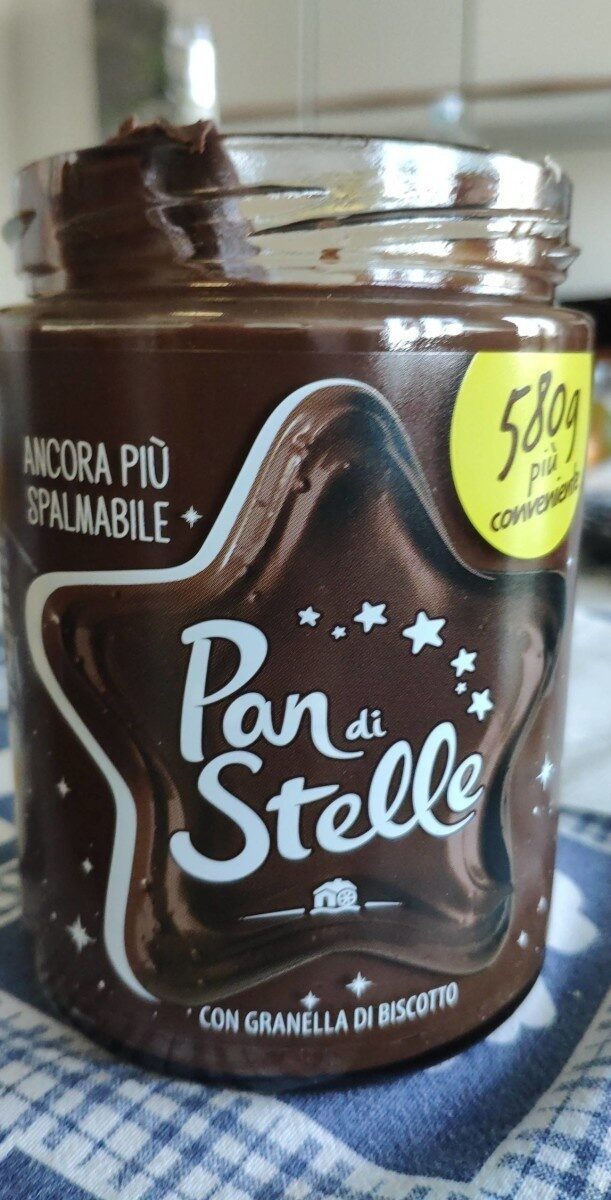 ANCORA PIÙ
SPALMABILE
580g
più
conveniente
Pan di
Stelle
CON GRANELLA DI BISCOTTO